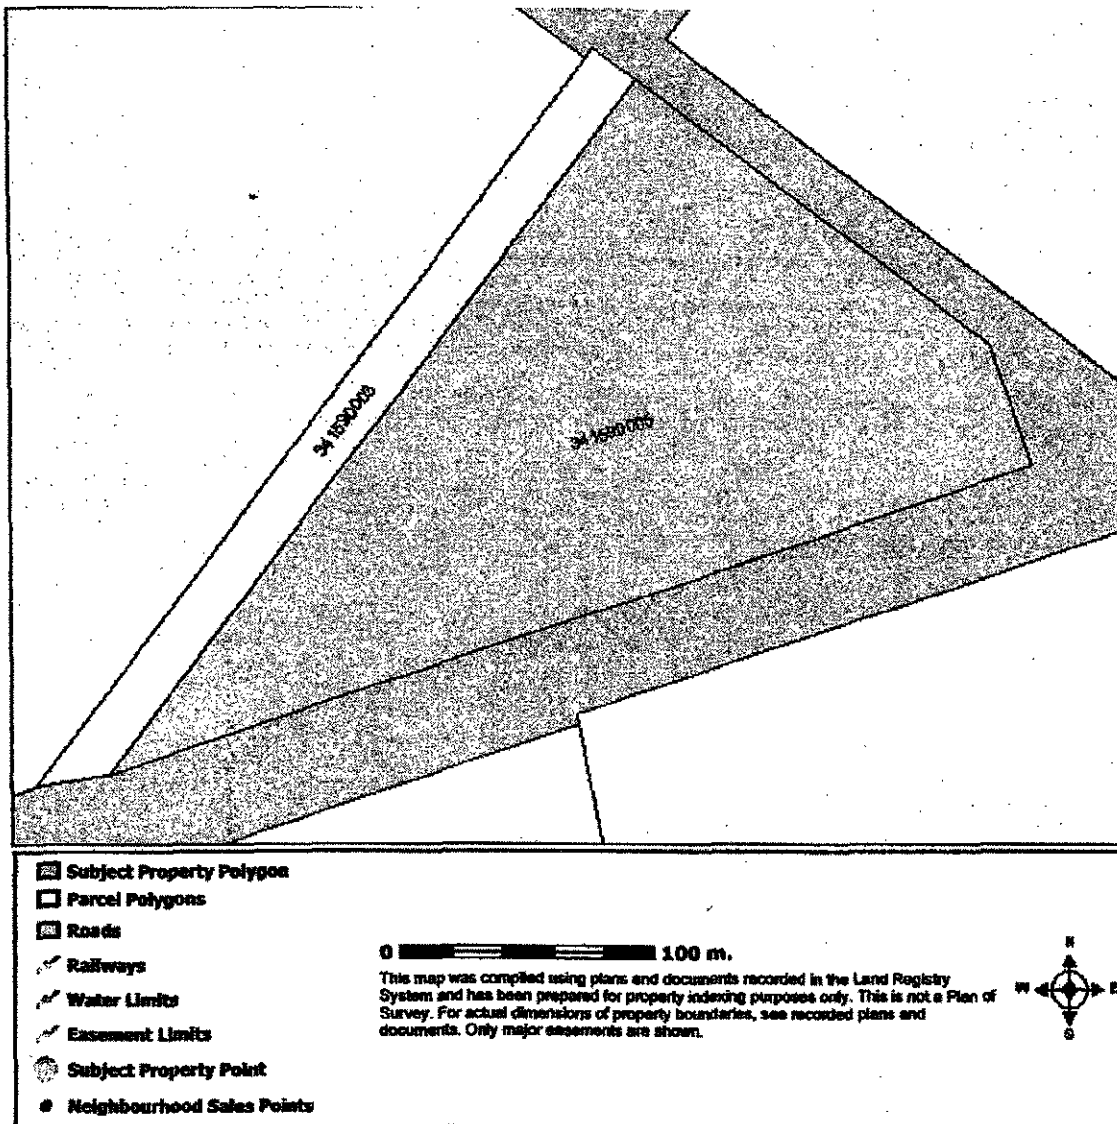 34 1690006
34 1690 005
Subject Property Polygon
Parcel Polygons
Roads
Railways
Water Limits
Easement Limits
Subject Property Point
Neighbourhood Sales Points
0 100 m.
This map was compiled using plans and documents recorded in the Land Registry
System and has been prepared for property indexing purposes only. This is not a Plan of
Survey. For actual dimensions of property boundaries, see recorded plans and
documents. Only major easements are shown.
N
W E
S